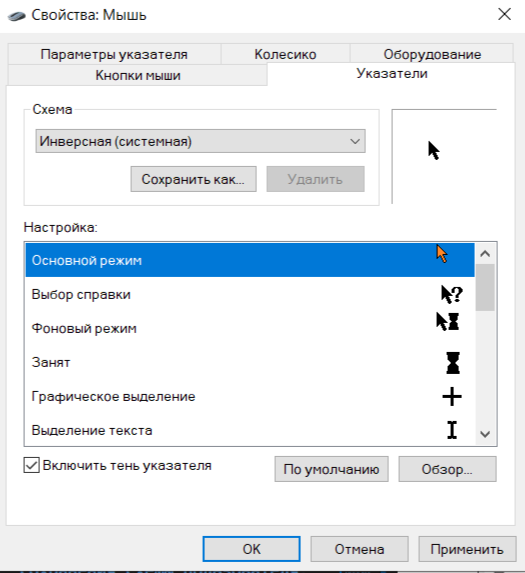 Свойства: Мышь
Параметры указателя Колесико Оборудование
Кнопки мыши Указатели
Схема
Инверсная (системная)
Сохранить как... Удалить
Настройка:
Основной режим
Выбор справки
Фоновый режим
Занят
Графическое выделение
Выделение текста
Включить тень указателя По умолчанию Обзор...
OK Отмена Применить